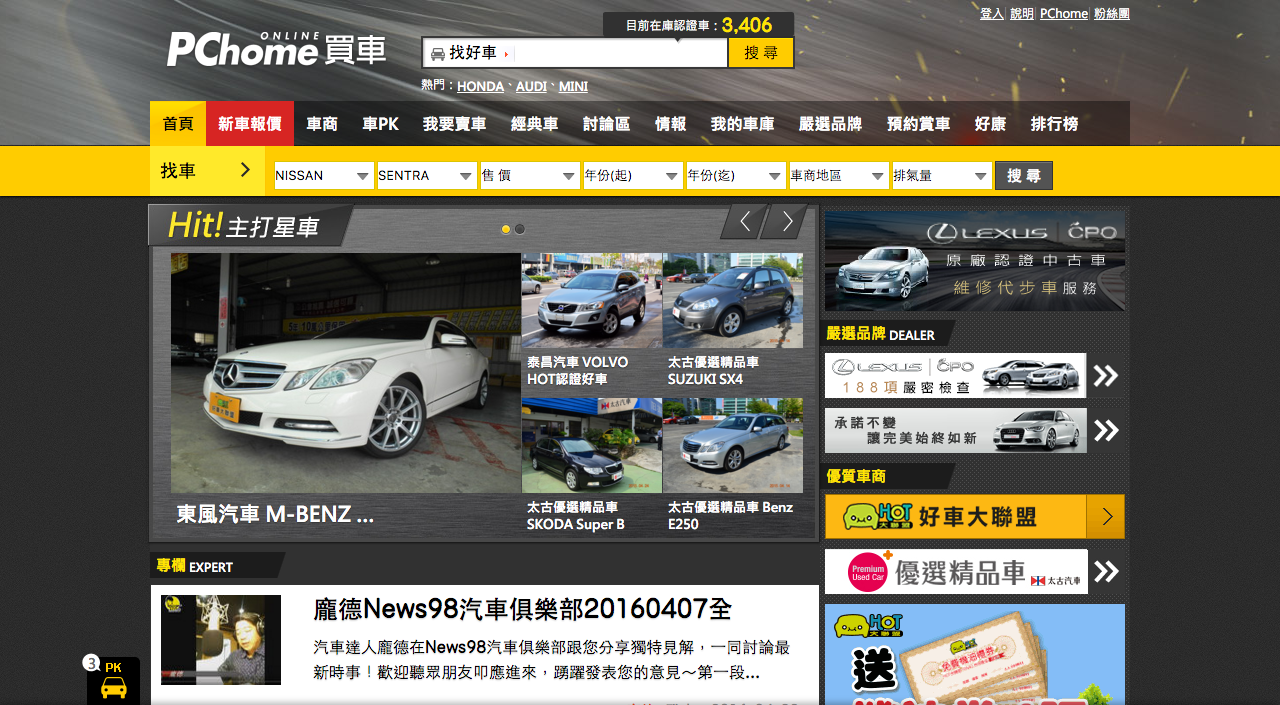 登入 說明 PChome 粉絲團
目前在庫認證車：3,406
PChome ONLINE 買車
找好車
搜 尋
熱門：HONDA、AUDI、MINI
首頁 新車報價 車商 車PK 我要賣車 經典車 討論區 情報 我的車庫 嚴選品牌 預約賞車 好康 排行榜
找車 NISSAN SENTRA 售 價 年份(起) 年份(迄) 車商地區 排氣量 搜 尋
Hit! 主打星車
東風汽車 M-BENZ ...
泰昌汽車 VOLVO
HOT認證好車
太古優選精品車
SUZUKI SX4
太古優選精品車
SKODA Super B
太古優選精品車 Benz
E250
LEXUS CPO
原廠認證中古車
維修代步車服務
嚴選品牌 DEALER
LEXUS CPO
188項嚴密檢查
承諾不變
讓完美始終如新
優質車商
HOT大聯盟 好車大聯盟
Premium
Used Car
優選精品車 太古汽車
HOT大聯盟
免費機油禮券
送
專欄 EXPERT
龐德News98汽車俱樂部20160407全
汽車達人龐德在News98汽車俱樂部跟您分享獨特見解，一同討論最
新時事！歡迎聽眾朋友叩應進來，踴躍發表您的意見～第一段...
3 PK